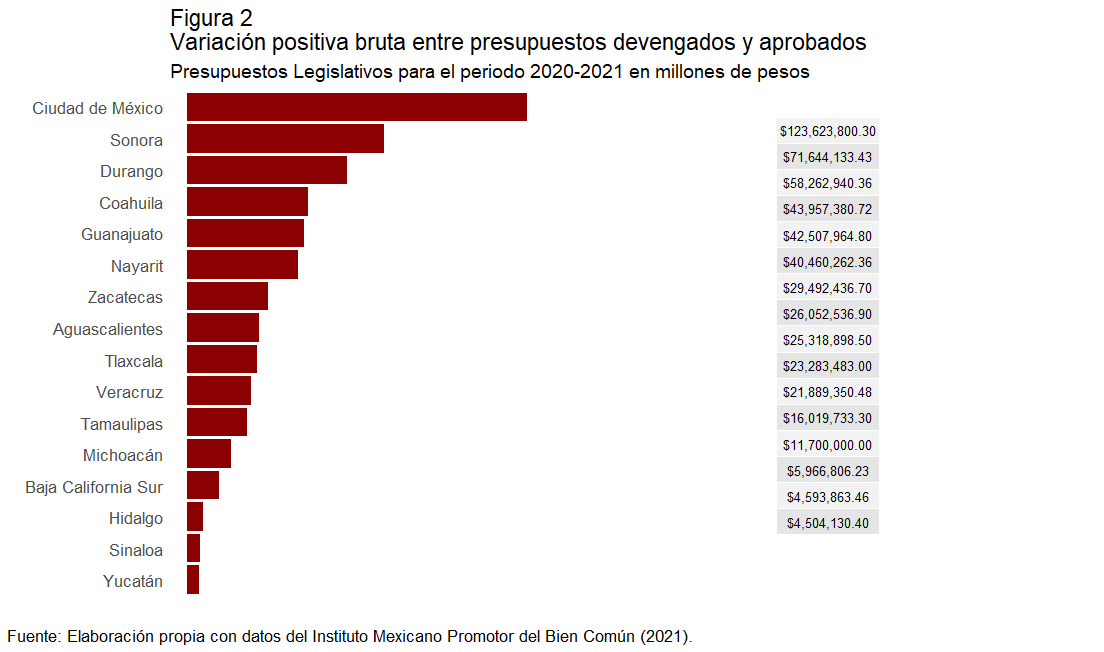 Figura 2
Variación positiva bruta entre presupuestos devengados y aprobados
Presupuestos Legislativos para el periodo 2020-2021 en millones de pesos
Ciudad de México
Sonora
Durango
Coahuila
Guanajuato
Nayarit
Zacatecas
Aguascalientes
Tlaxcala
Veracruz
Tamaulipas
Michoacán
Baja California Sur
Hidalgo
Sinaloa
Yucatán
$123,623,800.30
$71,644,133.43
$58,262,940.36
$43,957,380.72
$42,507,964.80
$40,460,262.36
$29,492,436.70
$26,052,536.90
$25,318,898.50
$23,283,483.00
$21,889,350.48
$16,019,733.30
$11,700,000.00
$5,966,806.23
$4,593,863.46
$4,504,130.40
Fuente: Elaboración propia con datos del Instituto Mexicano Promotor del Bien Común (2021).